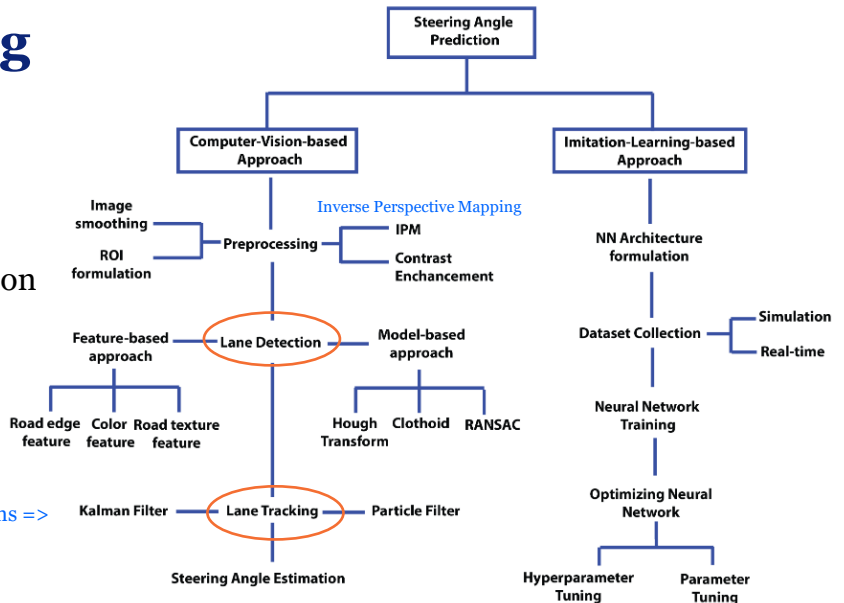 g
Steering Angle
Prediction
Computer-Vision-based
Approach
Imitation-Learning-based
Approach
Image
smoothing
Inverse Perspective Mapping
IPM
Preprocessing
ROI
formulation
Contrast
Enchancement
NN Architecture
formulation
on
Feature-based
approach
Lane Detection
Model-based
approach
Dataset Collection
Simulation
Real-time
Road edge
feature
Color
feature
Road texture
feature
Hough
Transform
Clothoid
RANSAC
Neural Network
Training
ns =>
Kalman Filter
Lane Tracking
Particle Filter
Optimizing Neural
Network
Steering Angle Estimation
Hyperparameter
Tuning
Parameter
Tuning